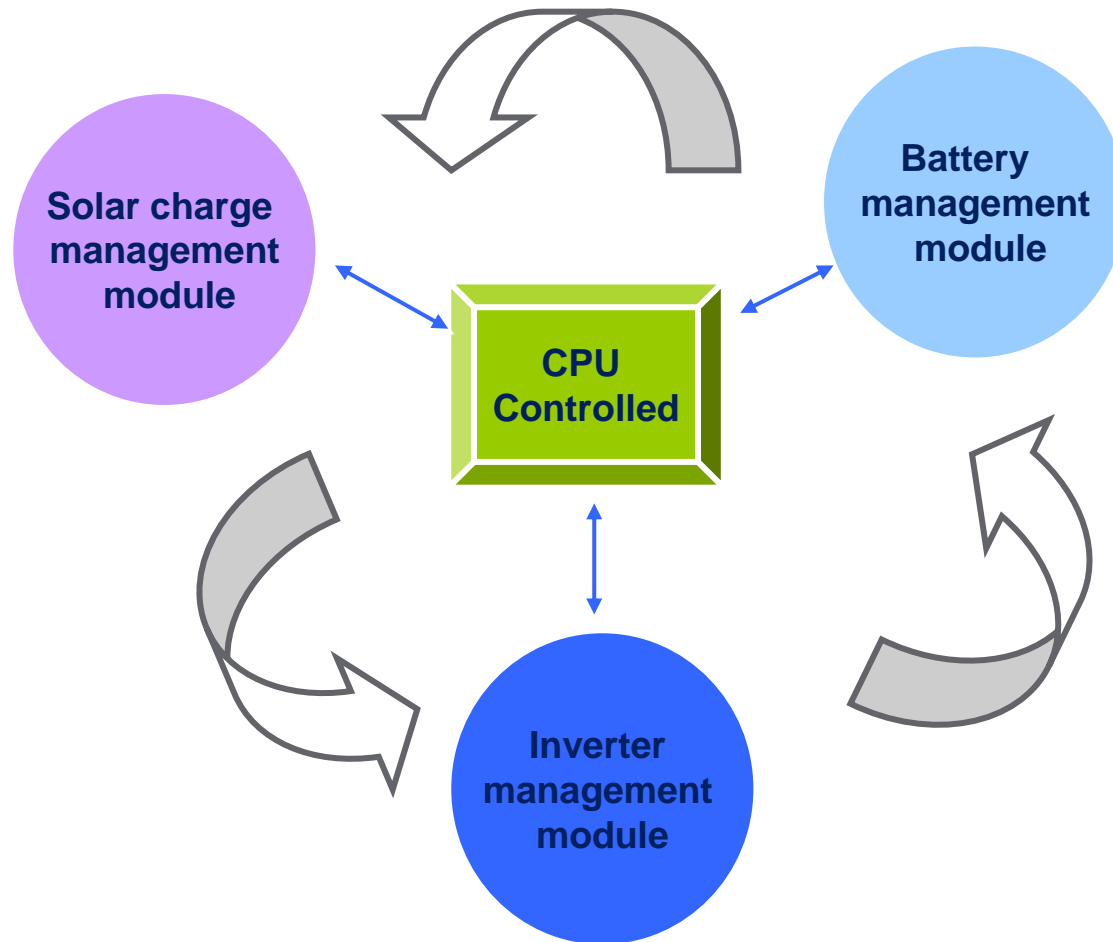 Solar charge
management
module
Battery
management
module
CPU
Controlled
Inverter
management
module